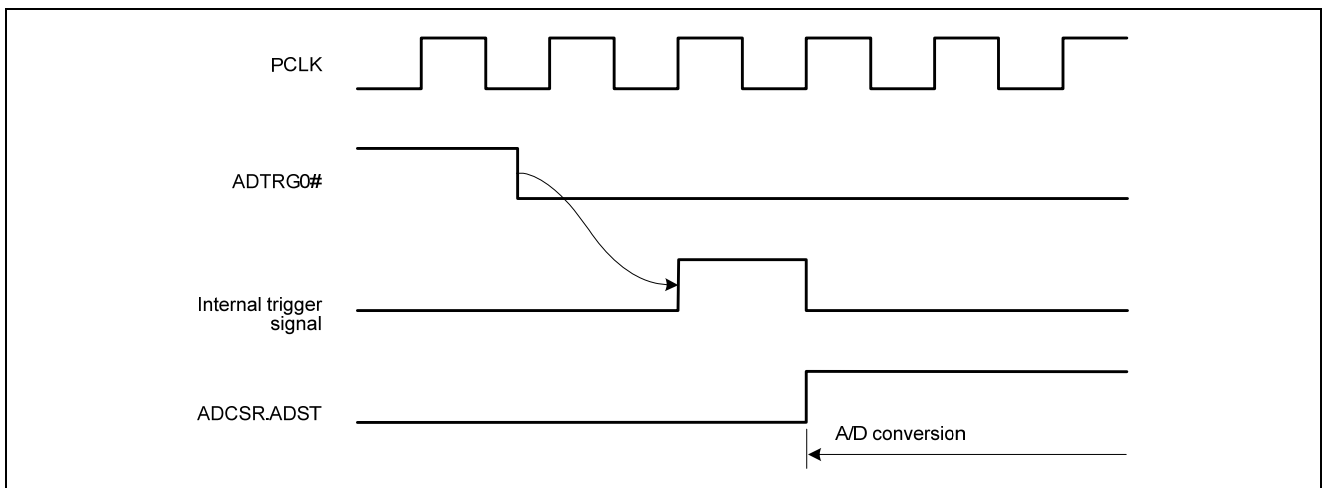 PCLK
ADTRG0#
Internal trigger
signal
ADCSR.ADST
A/D conversion